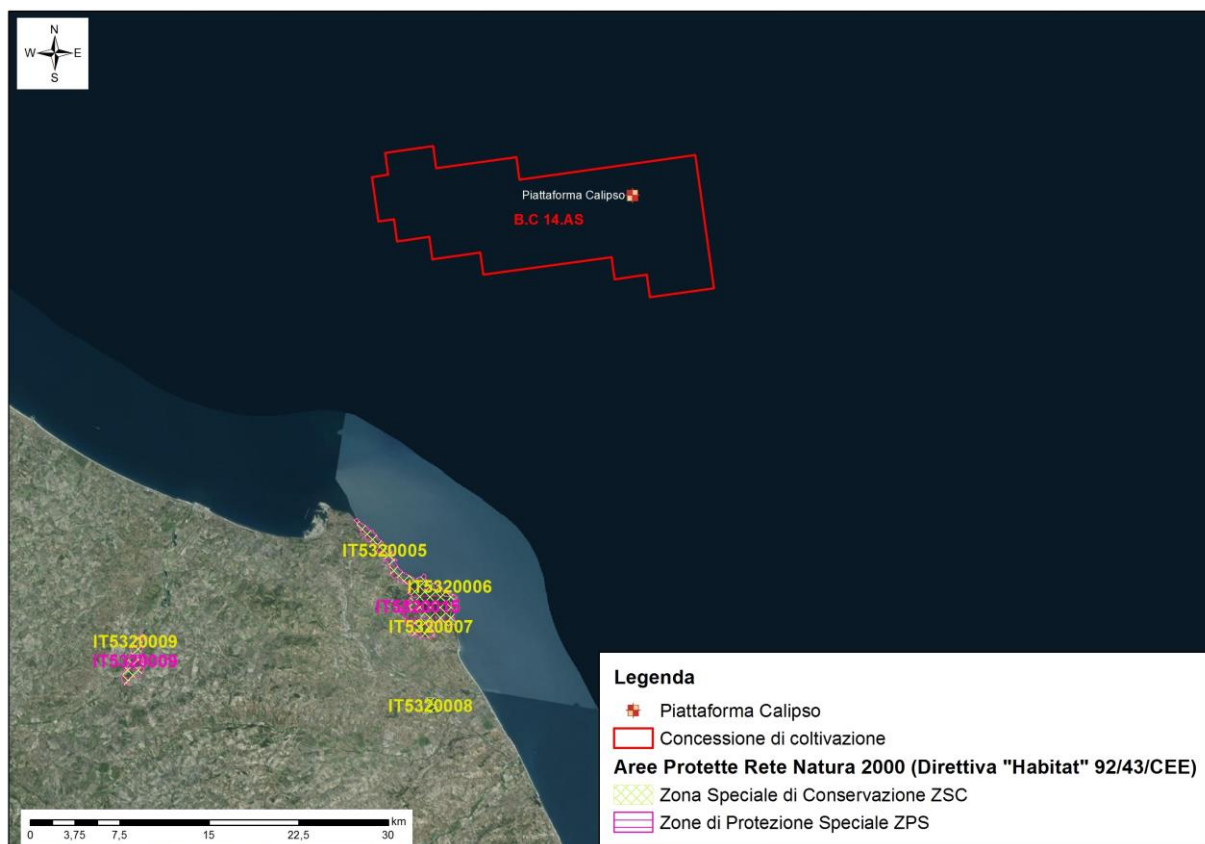 N
W E
S
Piattaforma Calipso
B.C 14.AS
IT5320005
IT5320006
IT5320015
IT5320007
IT5320009
IT5320009
IT5320008
Legenda
Piattaforma Calipso
Concessione di coltivazione
Aree Protette Rete Natura 2000 (Direttiva "Habitat" 92/43/CEE)
Zona Speciale di Conservazione ZSC
Zone di Protezione Speciale ZPS
km
0 3,75 7,5 15 22,5 30